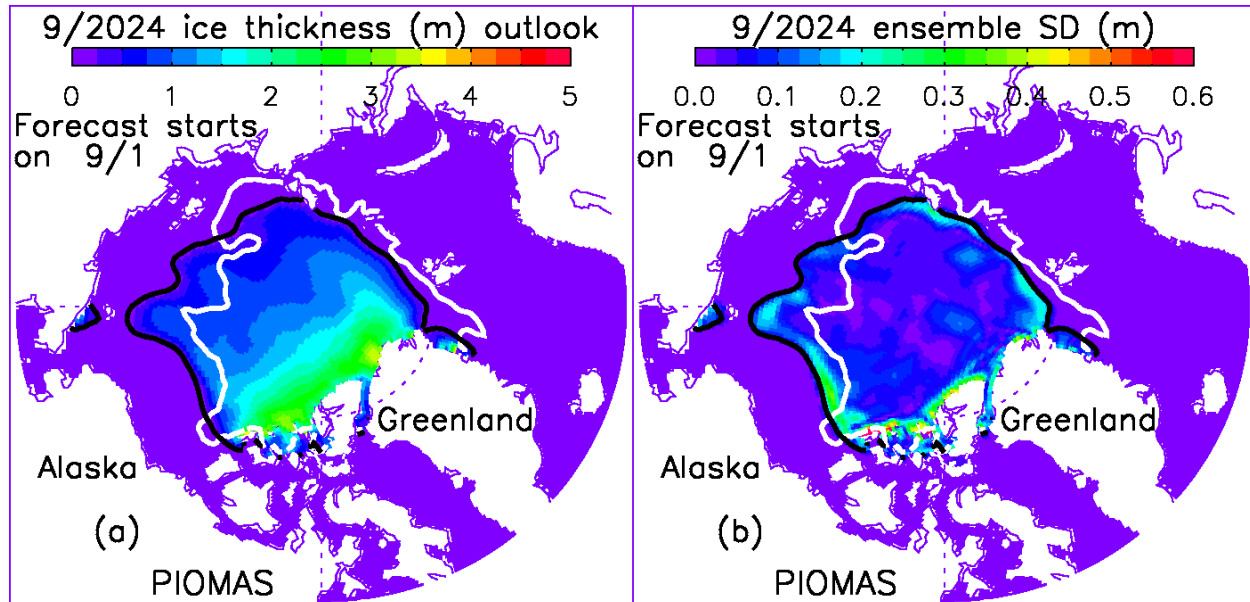 9/2024 ice thickness (m) outlook
0 1 2 3 4 5
Forecast starts
on 9/1
Greenland
Alaska
(a)
PIOMAS
9/2024 ensemble SD (m)
0.0 0.1 0.2 0.3 0.4 0.5 0.6
Forecast starts
on 9/1
Greenland
Alaska
(b)
PIOMAS